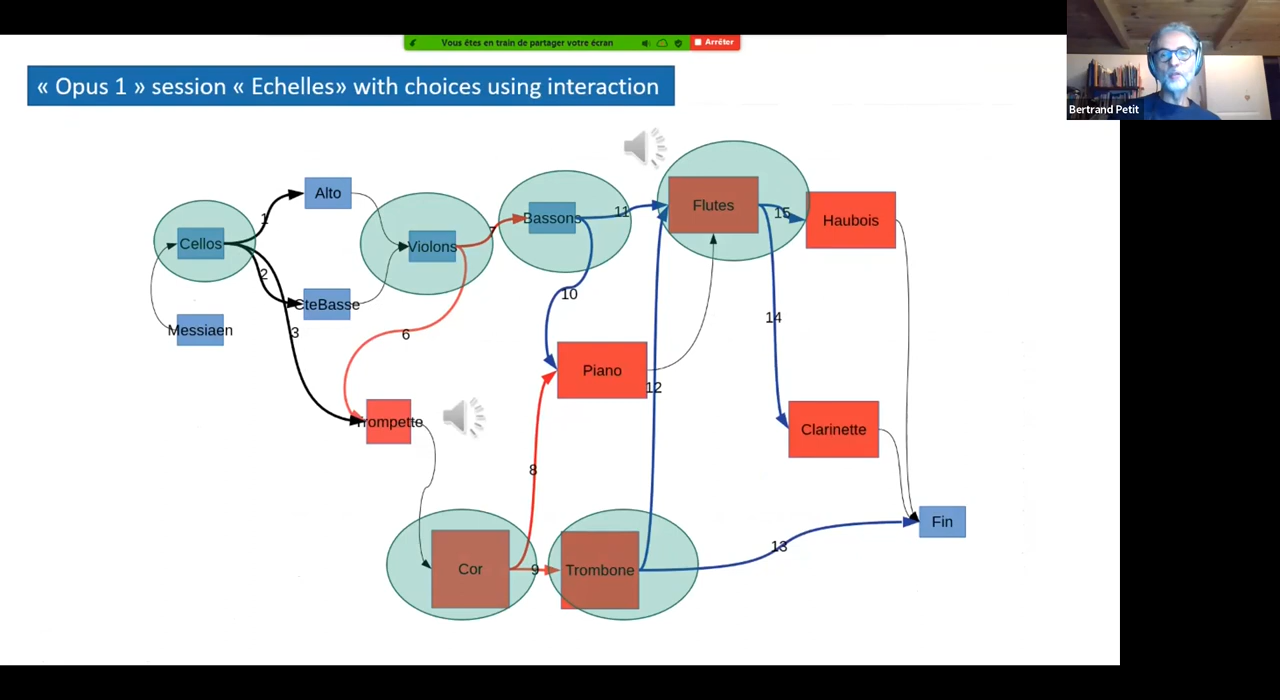 Vous êtes en train de partager votre écran
Arrêter
Bertrand Petit
« Opus 1 » session « Echelles» with choices using interaction
Alto
1
Cellos
2
CteBasse
3
Messiaen
Violons
7
Bassons
11
Flutes
15
Haubois
10
6
Piano
12
14
Trompette
Clarinette
8
Cor
9
Trombone
13
Fin